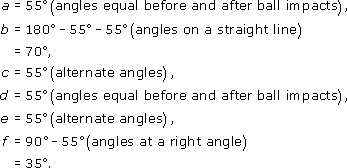 a = 55° (angles equal before and after ball impacts) ,
b = 180° – 55° – 55° (angles on a straight line)
= 70°,
c = 55° (alternate angles) ,
d = 55° (angles equal before and after ball impacts) ,
e = 55° (alternate angles) ,
f = 90° – 55° (angles at a right angle)
= 35°.